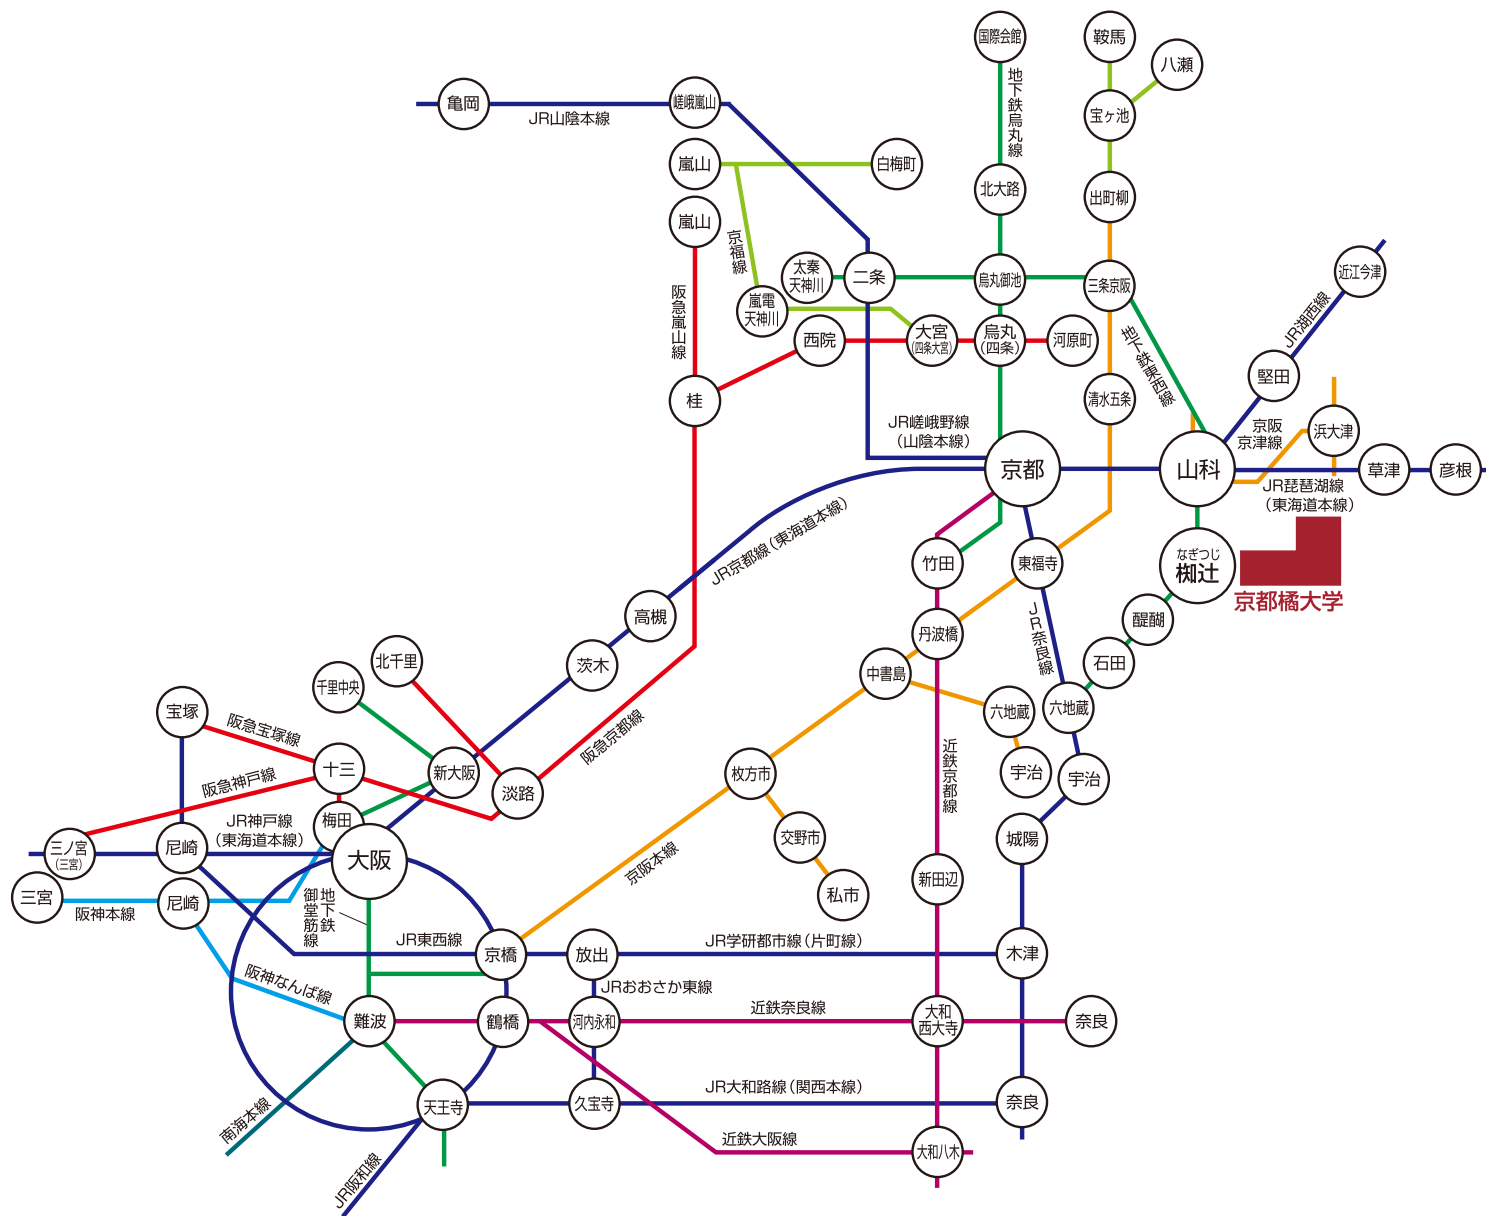 国際会館
鞍馬
八瀬
地下鉄烏丸線
亀岡
嵯峨嵐山
JR山陰本線
宝ヶ池
嵐山
白梅町
北大路
出町柳
嵐山
京福線
太秦
天神川
二条
烏丸御池
三条京阪
近江今津
阪急嵐山線
嵐電
天神川
JR湖西線
西院
大宮
(四条大宮)
烏丸
(四条)
河原町
地下鉄東西線
堅田
桂
清水五条
JR嵯峨野線
(山陰本線)
京阪
京津線
浜大津
京都
山科
草津
彦根
JR琵琶湖線
(東海道本線)
JR京都線(東海道本線)
竹田
東福寺
なぎつじ
椥辻
京都橘大学
高槻
JR奈良線
醍醐
丹波橋
北千里
茨木
石田
千里中央
中書島
宝塚
阪急宝塚線
阪急京都線
六地蔵
六地蔵
近鉄京都線
十三
新大阪
淡路
枚方市
宇治
宇治
阪急神戸線
梅田
JR神戸線
(東海道本線)
三ノ宮
(三宮)
尼崎
大阪
交野市
城陽
京阪本線
新田辺
私市
三宮
阪神本線
尼崎
地下鉄
御堂筋線
JR東西線
京橋
放出
JR学研都市線(片町線)
木津
阪神なんば線
JRおおさか東線
近鉄奈良線
難波
鶴橋
河内永和
大和
西大寺
奈良
JR大和路線(関西本線)
南海本線
天王寺
久宝寺
奈良
近鉄大阪線
大和八木
JR阪和線